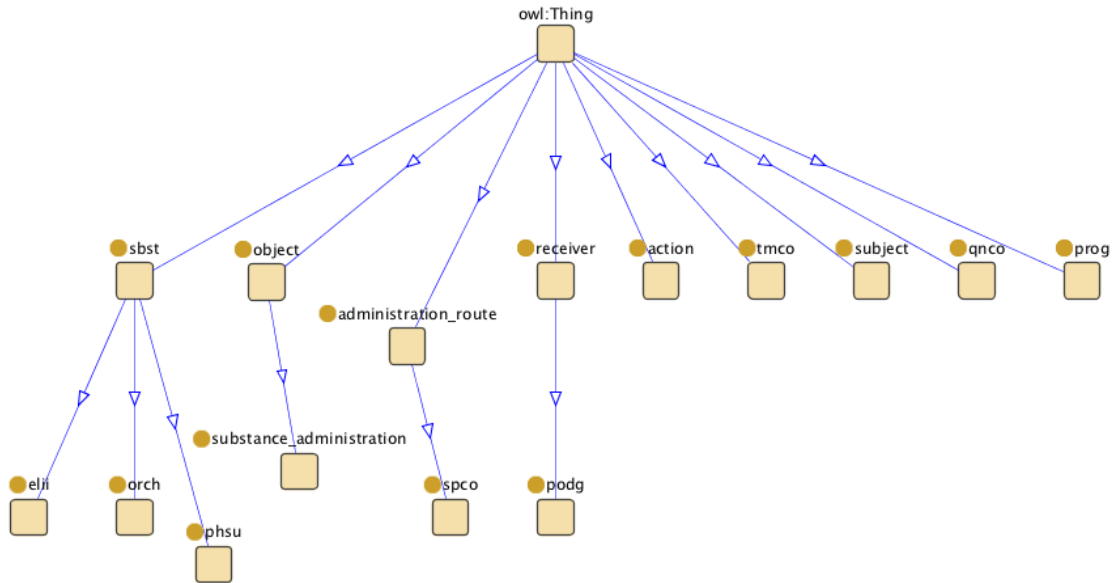 owl:Thing
sbst
object
receiver
action
tmco
subject
qnco
prog
administration_route
substance_administration
elii
orch
spco
podg
phsu